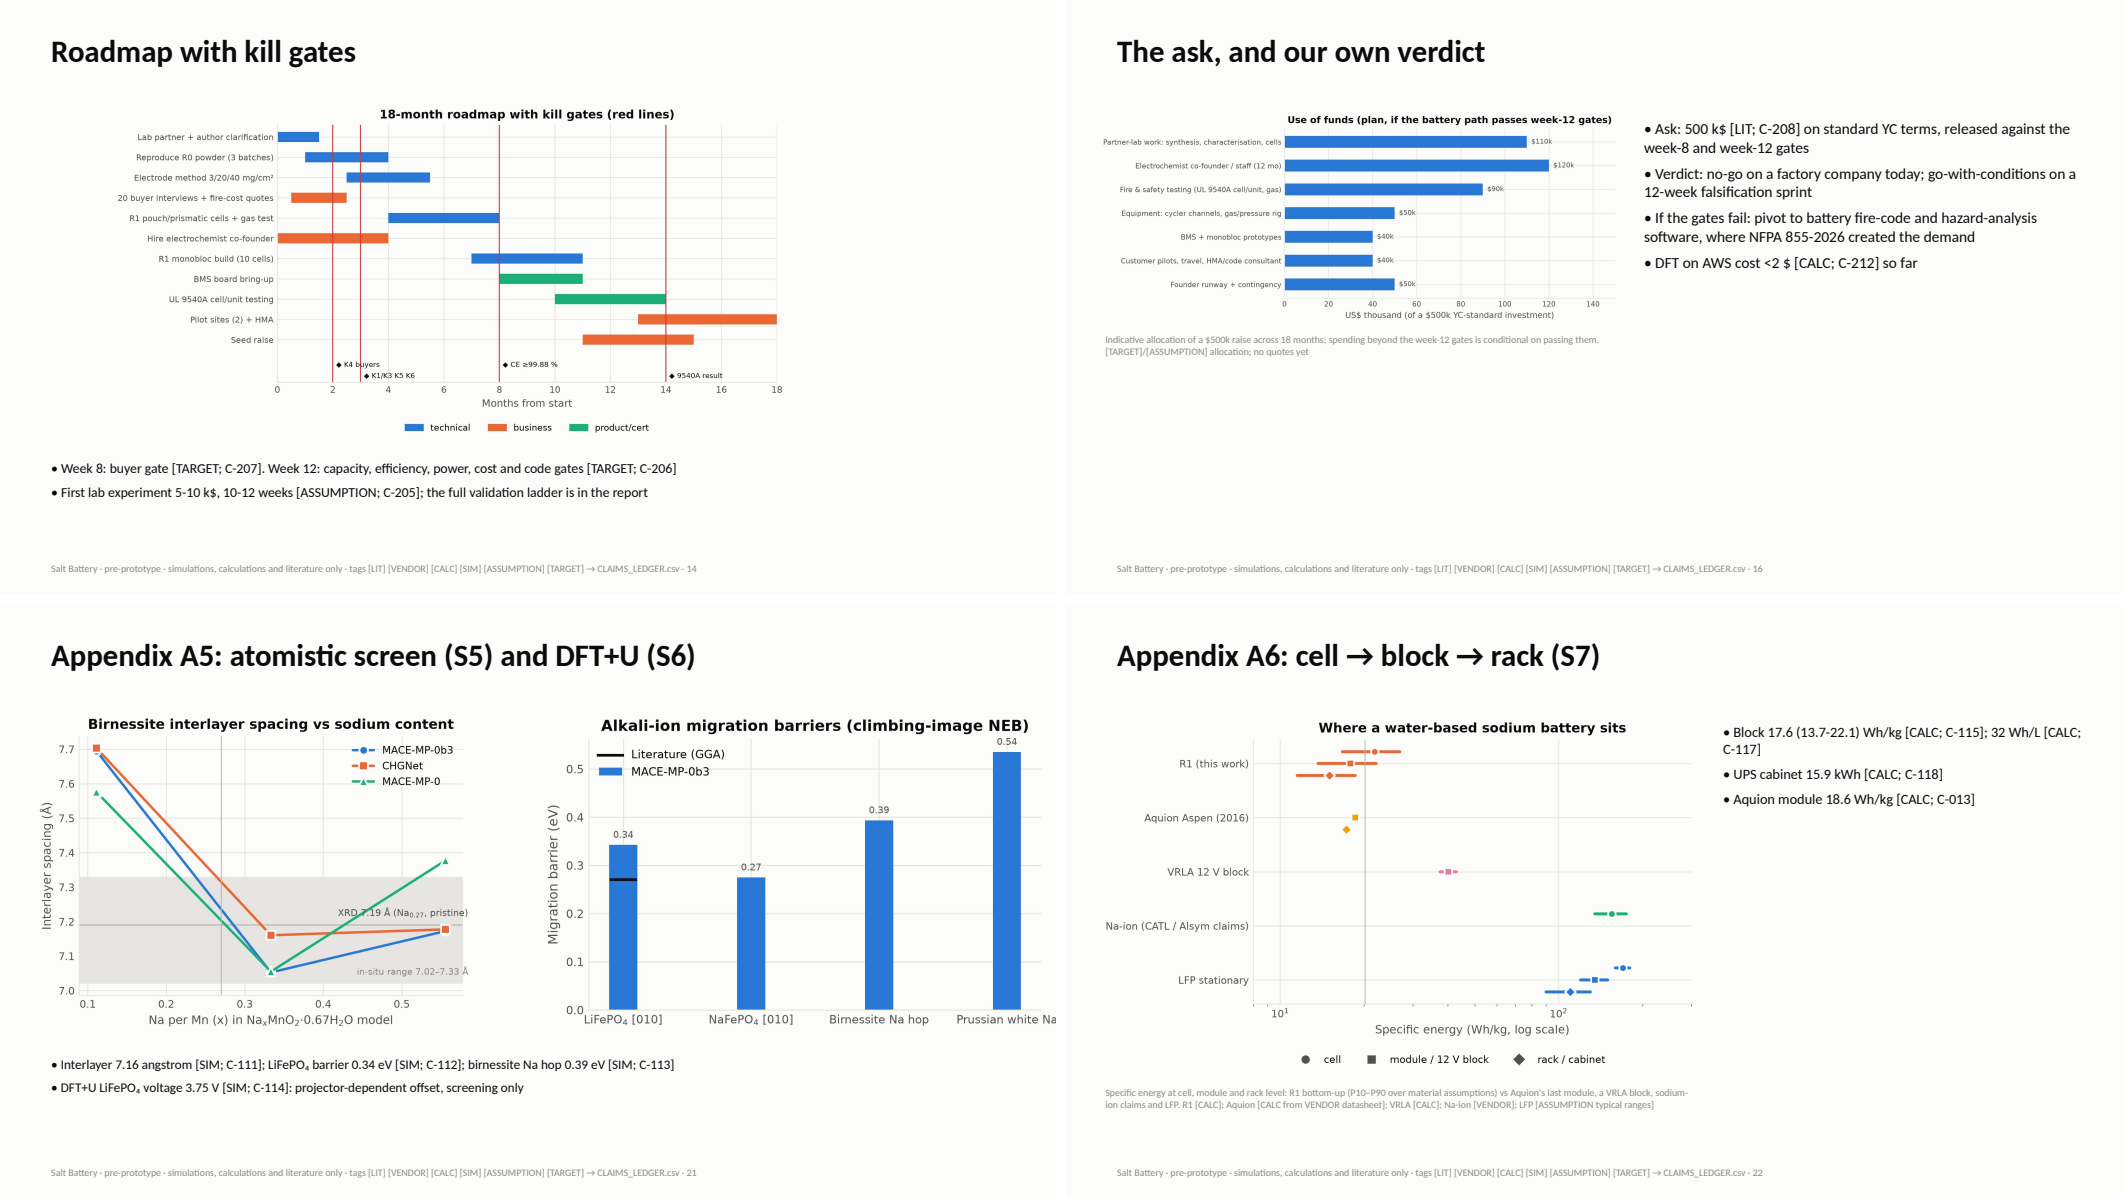 Roadmap with kill gates
18-month roadmap with kill gates (red lines)
Lab partner + author clarification
Reproduce R0 powder (3 batches)
Electrode method 3/20/40 mg/cm²
20 buyer interviews + fire-cost quotes
R1 pouch/prismatic cells + gas test
Hire electrochemist co-founder
R1 monobloc build (10 cells)
BMS board bring-up
UL 9540A cell/unit testing
Pilot sites (2) + HMA
Seed raise
◆ K4 buyers
◆ K1/K3 K5 K6
◆ CE ≥99.88 %
◆ 9540A result
0 2 4 6 8 10 12 14 16 18
Months from start
technical business product/cert
• Week 8: buyer gate [TARGET; C-207]. Week 12: capacity, efficiency, power, cost and code gates [TARGET; C-206]
• First lab experiment 5-10 k$, 10-12 weeks [ASSUMPTION; C-205]; the full validation ladder is in the report
Salt Battery · pre-prototype · simulations, calculations and literature only · tags [LIT] [VENDOR] [CALC] [SIM] [ASSUMPTION] [TARGET] → CLAIMS_LEDGER.csv · 14
The ask, and our own verdict
Use of funds (plan, if the battery path passes week-12 gates)
Partner-lab work: synthesis, characterisation, cells $110k
Electrochemist co-founder / staff (12 mo) $120k
Fire & safety testing (UL 9540A cell/unit, gas) $90k
Equipment: cycler channels, gas/pressure rig $50k
BMS + monobloc prototypes $40k
Customer pilots, travel, HMA/code consultant $40k
Founder runway + contingency $50k
0 20 40 60 80 100 120 140
US$ thousand (of a $500k YC-standard investment)
Indicative allocation of a $500k raise across 18 months; spending beyond the week-12 gates is conditional on passing them.
[TARGET]/[ASSUMPTION] allocation; no quotes yet
• Ask: 500 k$ [LIT; C-208] on standard YC terms, released against the
week-8 and week-12 gates
• Verdict: no-go on a factory company today; go-with-conditions on a
12-week falsification sprint
• If the gates fail: pivot to battery fire-code and hazard-analysis
software, where NFPA 855-2026 created the demand
• DFT on AWS cost <2 $ [CALC; C-212] so far
Salt Battery · pre-prototype · simulations, calculations and literature only · tags [LIT] [VENDOR] [CALC] [SIM] [ASSUMPTION] [TARGET] → CLAIMS_LEDGER.csv · 16
Appendix A5: atomistic screen (S5) and DFT+U (S6)
Birnessite interlayer spacing vs sodium content
Interlayer spacing (Å)
7.7
7.6
7.5
7.4
7.3
7.2
7.1
7.0
MACE-MP-0b3
CHGNet
MACE-MP-0
XRD 7.19 Å (Na₀.₂₇, pristine)
in-situ range 7.02–7.33 Å
0.1 0.2 0.3 0.4 0.5
Na per Mn (x) in NaₓMnO₂·0.67H₂O model
Alkali-ion migration barriers (climbing-image NEB)
Migration barrier (eV)
0.5
0.4
0.3
0.2
0.1
0.0
Literature (GGA)
MACE-MP-0b3
0.34
0.27
0.39
0.54
LiFePO₄ [010] NaFePO₄ [010] Birnessite Na hop Prussian white Na
• Interlayer 7.16 angstrom [SIM; C-111]; LiFePO₄ barrier 0.34 eV [SIM; C-112]; birnessite Na hop 0.39 eV [SIM; C-113]
• DFT+U LiFePO₄ voltage 3.75 V [SIM; C-114]: projector-dependent offset, screening only
Salt Battery · pre-prototype · simulations, calculations and literature only · tags [LIT] [VENDOR] [CALC] [SIM] [ASSUMPTION] [TARGET] → CLAIMS_LEDGER.csv · 21
Appendix A6: cell → block → rack (S7)
Where a water-based sodium battery sits
R1 (this work)
Aquion Aspen (2016)
VRLA 12 V block
Na-ion (CATL / Alsym claims)
LFP stationary
10¹ 10²
Specific energy (Wh/kg, log scale)
cell module / 12 V block rack / cabinet
Specific energy at cell, module and rack level: R1 bottom-up (P10–P90 over material assumptions) vs Aquion's last module, a VRLA block, sodium-
ion claims and LFP. R1 [CALC]; Aquion [CALC from VENDOR datasheet]; VRLA [CALC]; Na-ion [VENDOR]; LFP [ASSUMPTION typical ranges]
• Block 17.6 (13.7-22.1) Wh/kg [CALC; C-115]; 32 Wh/L [CALC;
C-117]
• UPS cabinet 15.9 kWh [CALC; C-118]
• Aquion module 18.6 Wh/kg [CALC; C-013]
Salt Battery · pre-prototype · simulations, calculations and literature only · tags [LIT] [VENDOR] [CALC] [SIM] [ASSUMPTION] [TARGET] → CLAIMS_LEDGER.csv · 22